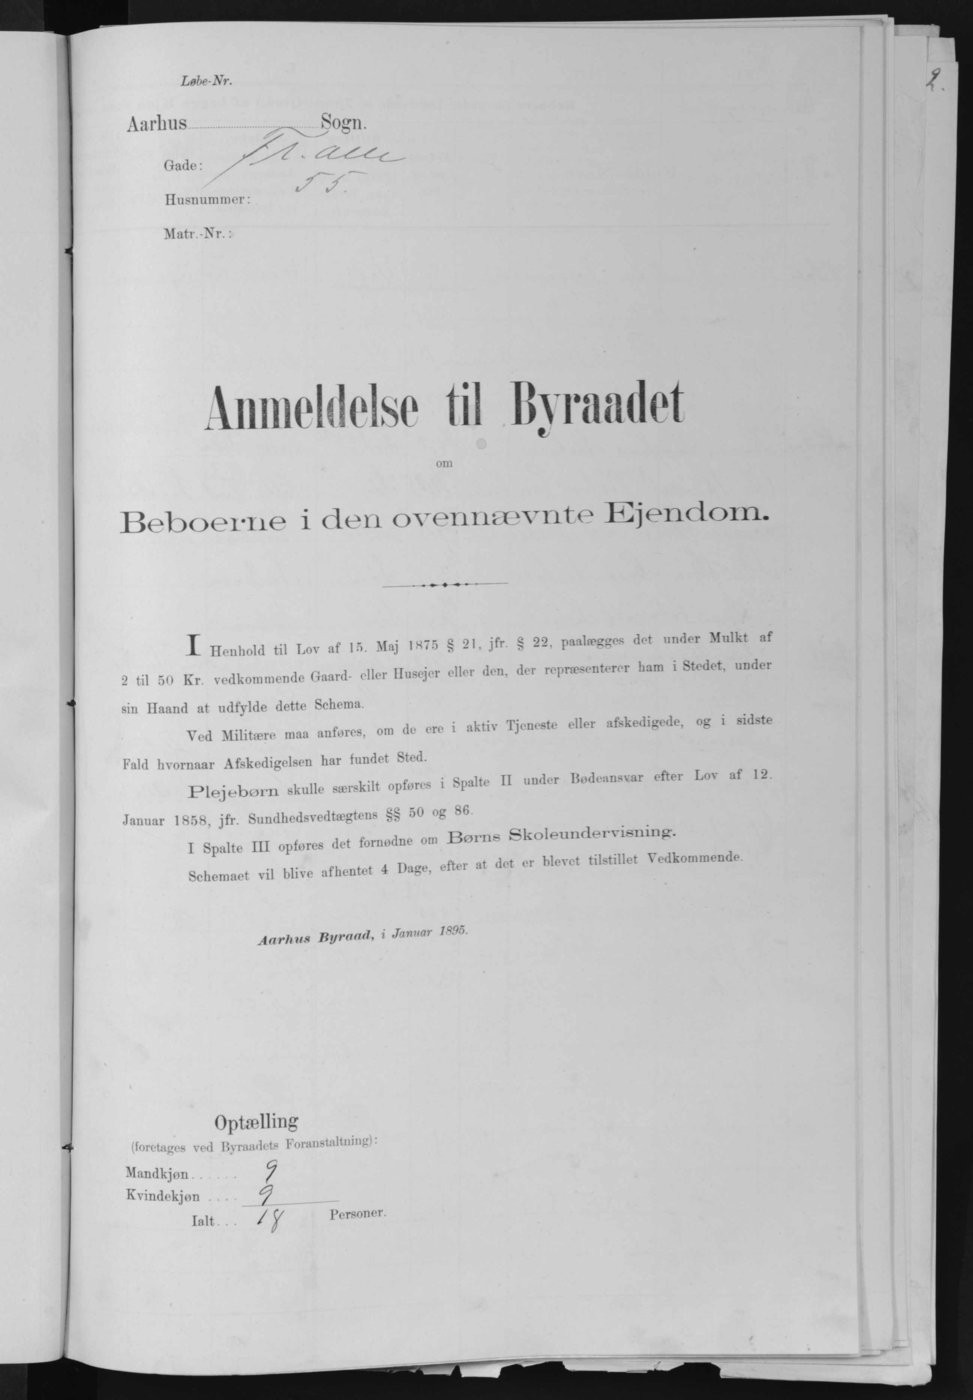 2.
Løbe-Nr.
Aarhus Sogn.
Gade: Fr. alle
Husnummer: 55.
Matr.-Nr.:
Anmeldelse til Byraadet
om
Beboerne i den ovennævnte Ejendom.
I Henhold til Lov af 15. Maj 1875 § 21, jfr. § 22, paalægges det under Mulkt af
2 til 50 Kr. vedkommende Gaard- eller Husejer eller den, der repræsenterer ham i Stedet, under
sin Haand at udfylde dette Schema.
Ved Militære maa anføres, om de ere i aktiv Tjeneste eller afskedigede, og i sidste
Fald hvornaar Afskedigelsen har fundet Sted.
Plejebørn skulle særskilt opføres i Spalte II under Bødeansvar efter Lov af 12.
Januar 1858, jfr. Sundhedsvedtægtens §§ 50 og 86.
I Spalte III opføres det fornødne om Børns Skoleundervisning.
Schemaet vil blive afhentet 4 Dage, efter at det er blevet tilstillet Vedkommende.
Aarhus Byraad, i Januar 1895.
Optælling
(foretages ved Byraadets Foranstaltning):
Mandkjøn...... 9
Kvindekjøn .... 9
Ialt... 18 Personer.